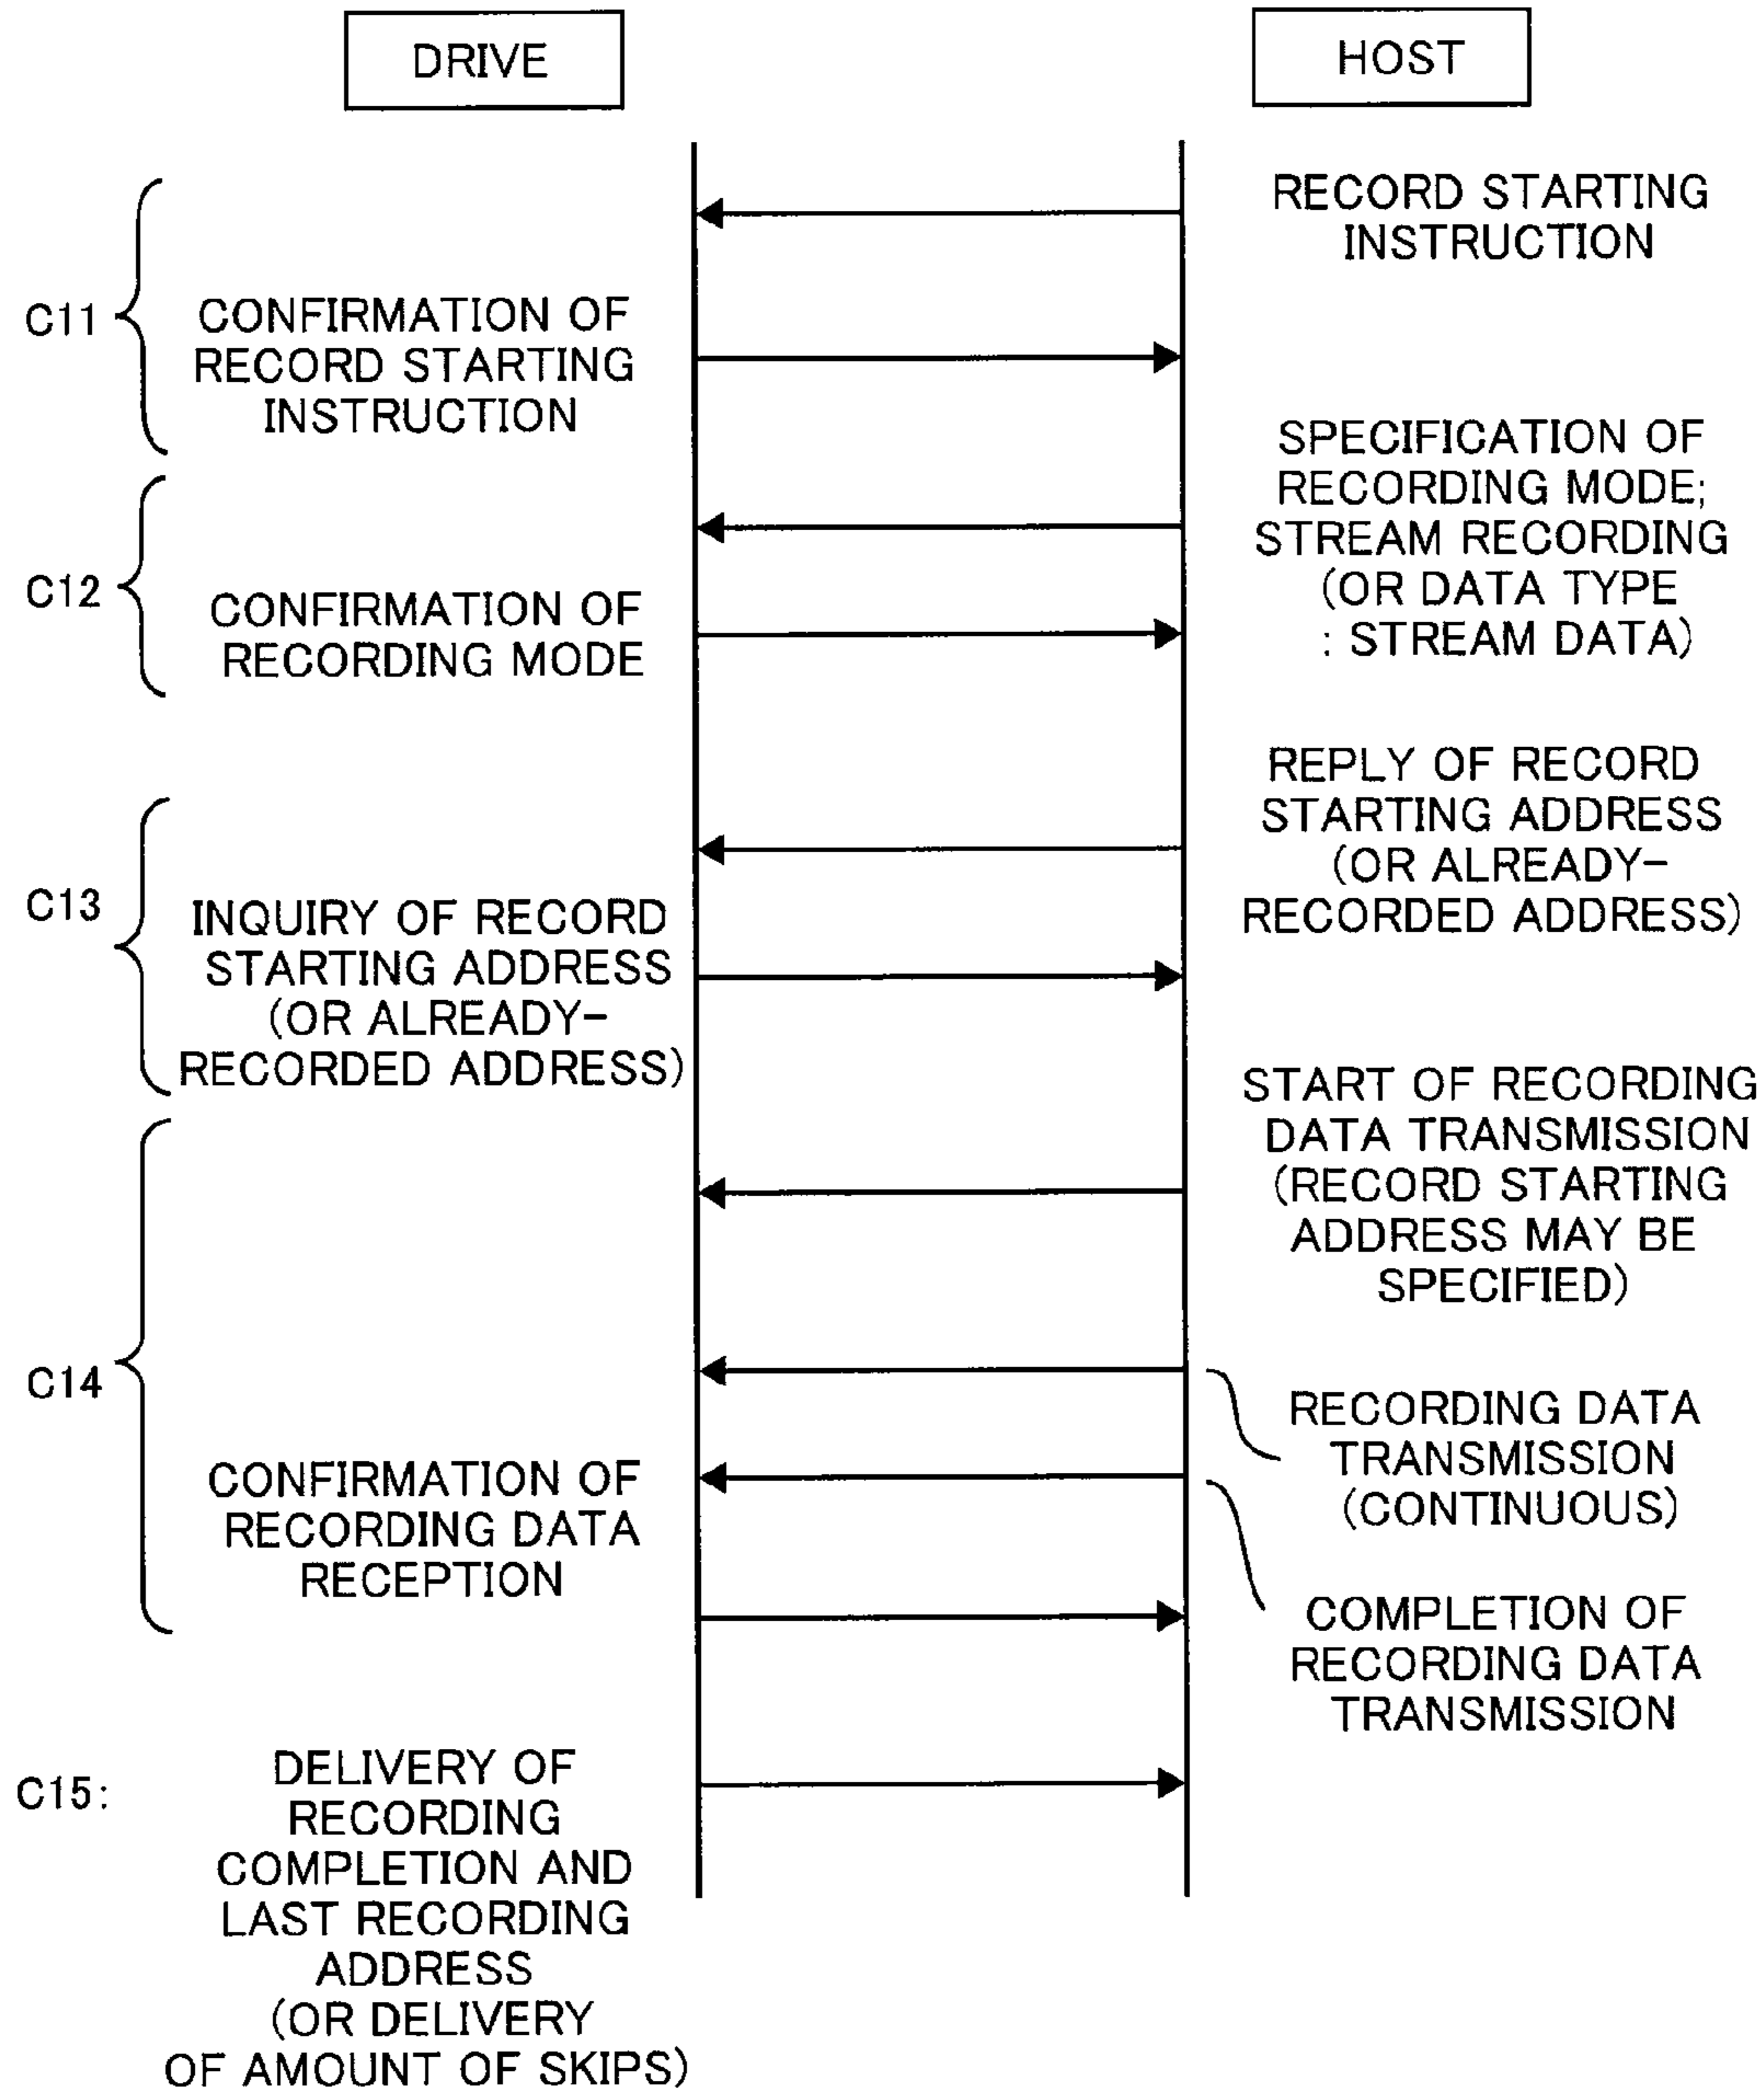 DRIVE
HOST
RECORD STARTING
INSTRUCTION
C11
CONFIRMATION OF
RECORD STARTING
INSTRUCTION
SPECIFICATION OF
RECORDING MODE;
STREAM RECORDING
(OR DATA TYPE
: STREAM DATA)
C12
CONFIRMATION OF
RECORDING MODE
REPLY OF RECORD
STARTING ADDRESS
(OR ALREADY-
RECORDED ADDRESS)
C13
INQUIRY OF RECORD
STARTING ADDRESS
(OR ALREADY-
RECORDED ADDRESS)
START OF RECORDING
DATA TRANSMISSION
(RECORD STARTING
ADDRESS MAY BE
SPECIFIED)
C14
RECORDING DATA
TRANSMISSION
(CONTINUOUS)
CONFIRMATION OF
RECORDING DATA
RECEPTION
COMPLETION OF
RECORDING DATA
TRANSMISSION
C15:
DELIVERY OF
RECORDING
COMPLETION AND
LAST RECORDING
ADDRESS
(OR DELIVERY
OF AMOUNT OF SKIPS)